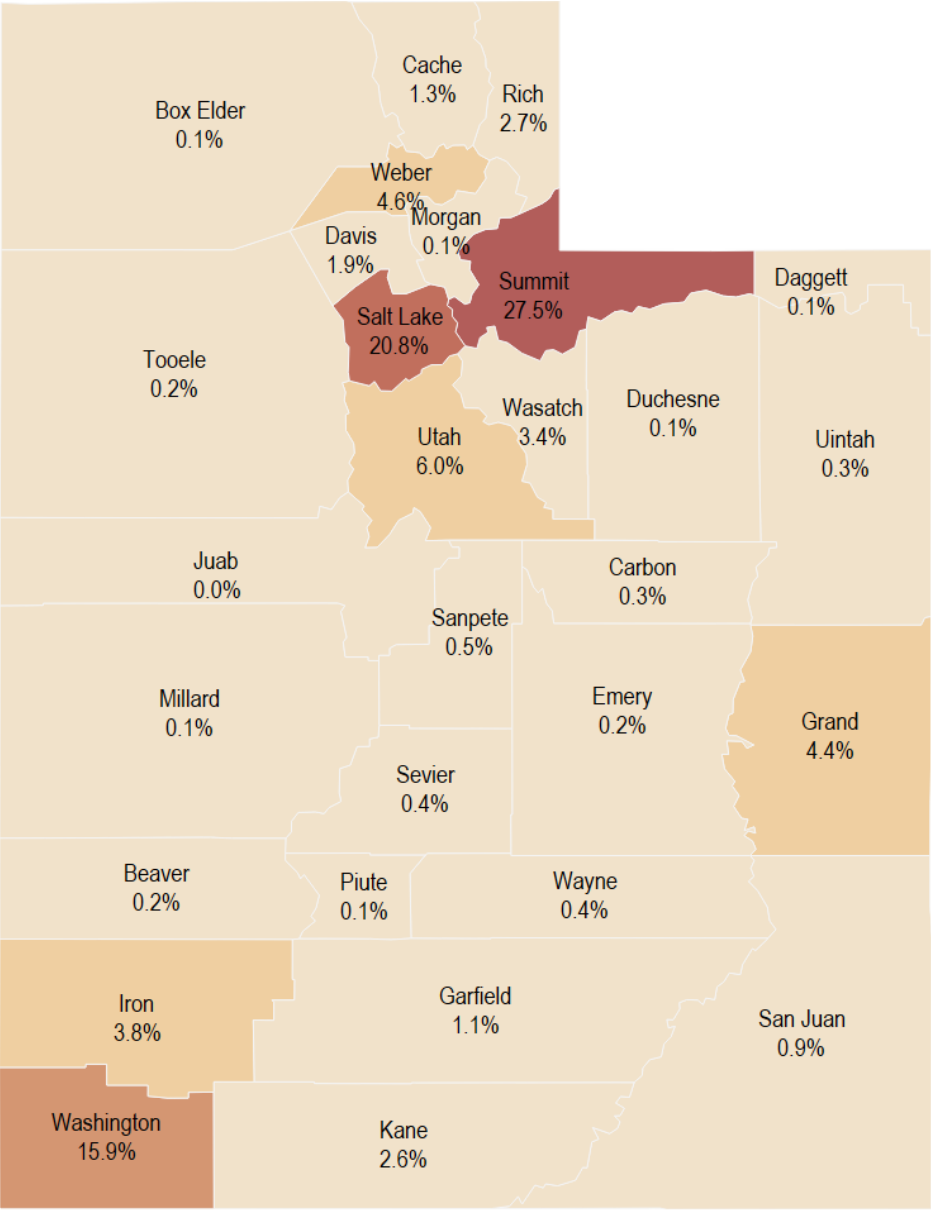 Cache
1.3%
Rich
2.7%
Box Elder
0.1%
Weber
4.6%
Morgan
0.1%
Davis
1.9%
Summit
27.5%
Daggett
0.1%
Salt Lake
20.8%
Tooele
0.2%
Wasatch
3.4%
Duchesne
0.1%
Utah
6.0%
Uintah
0.3%
Juab
0.0%
Carbon
0.3%
Sanpete
0.5%
Millard
0.1%
Emery
0.2%
Grand
4.4%
Sevier
0.4%
Beaver
0.2%
Piute
0.1%
Wayne
0.4%
Iron
3.8%
Garfield
1.1%
San Juan
0.9%
Washington
15.9%
Kane
2.6%